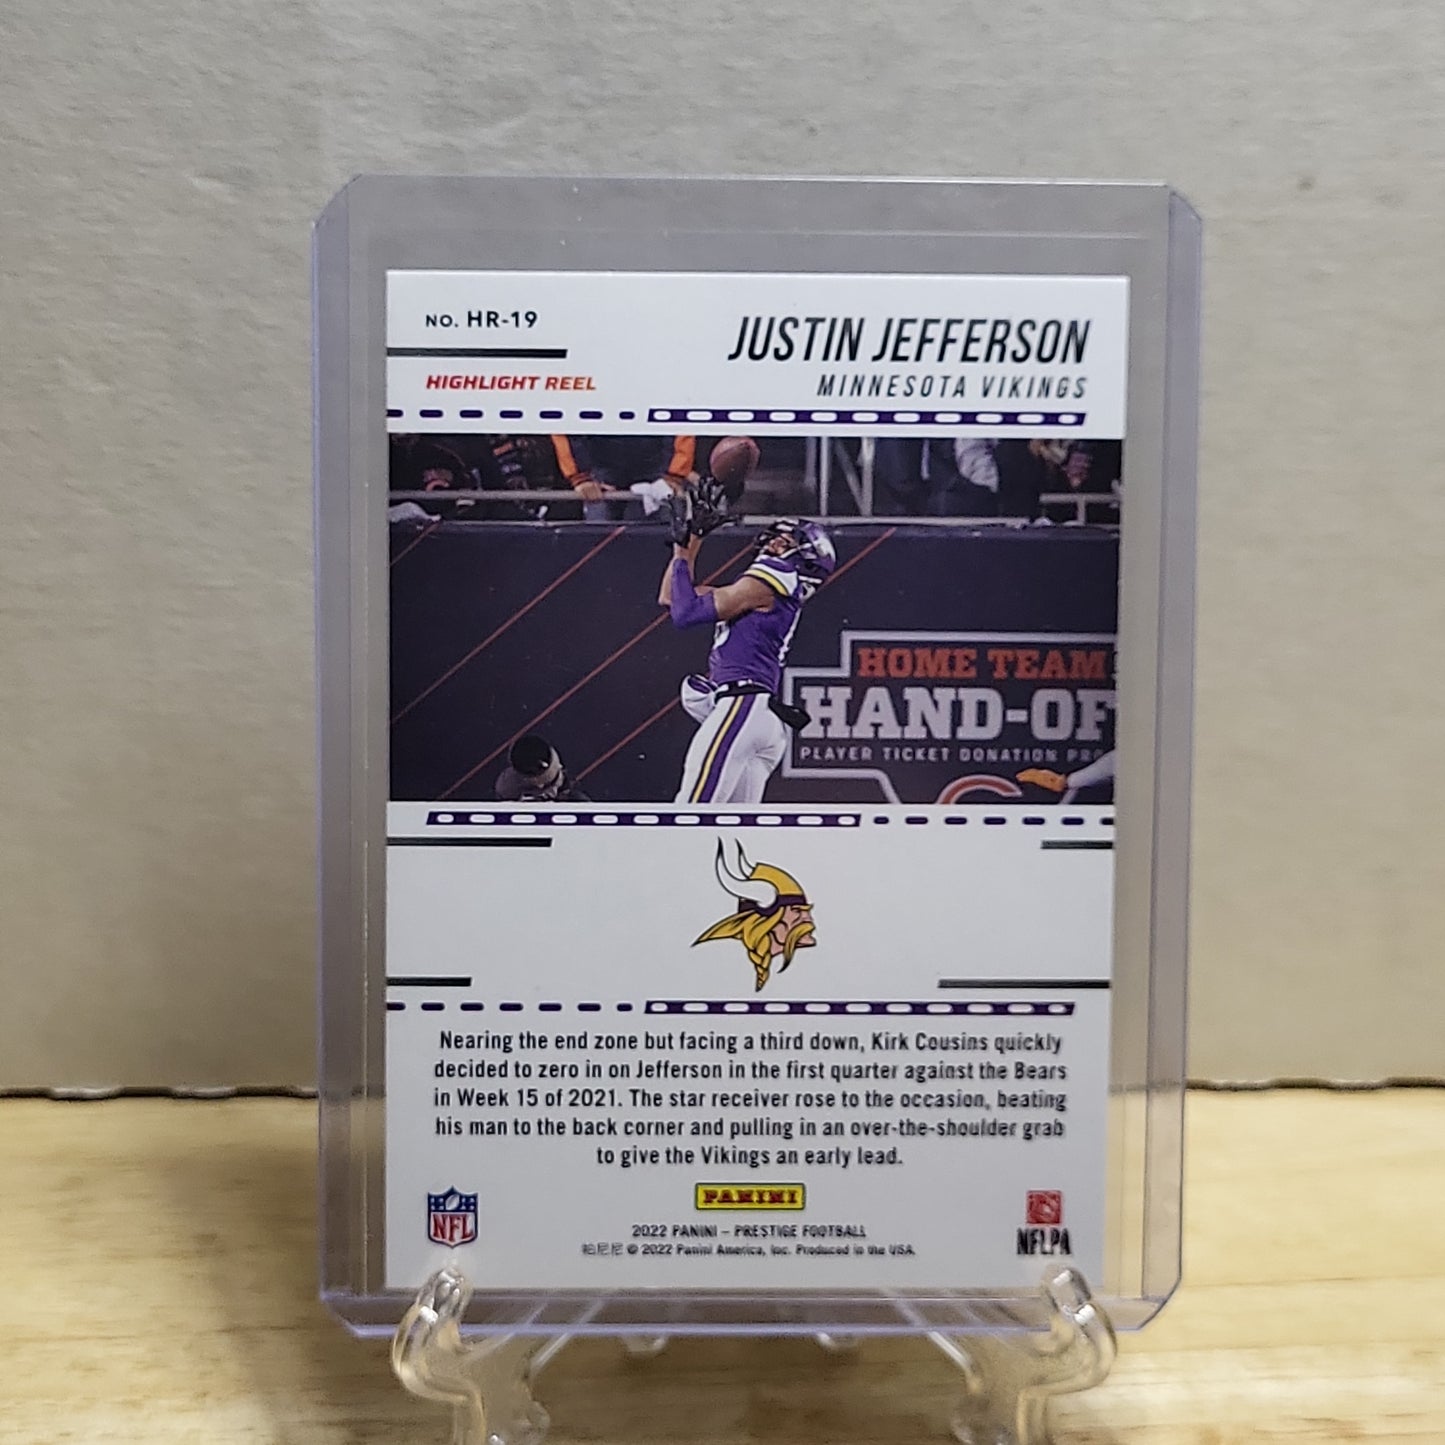 NO. HR-19
JUSTIN JEFFERSON
HIGHLIGHT REEL
MINNESOTA VIKINGS
HOME TEAM
HAND-OF
PLAYER TICKET DONATION
Nearing the end zone but facing a third down, Kirk Cousins quickly
decided to zero in on Jefferson in the first quarter against the Bears
in Week 15 of 2021. The star receiver rose to the occasion, beating
his man to the back corner and pulling in an over-the-shoulder grab
to give the Vikings an early lead.
PANINI
NFL
NFLPA
2022 PANINI – PRESTIGE FOOTBALL
帕尼尼 © 2022 Panini America, Inc. Produced in the USA.